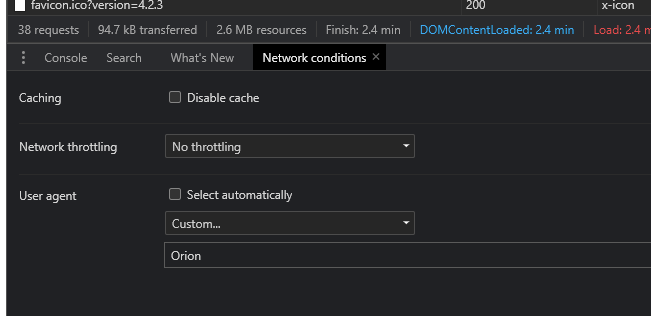 favicon.ico?version=4.2.3 200 x-icon
38 requests 94.7 kB transferred 2.6 MB resources Finish: 2.4 min DOMContentLoaded: 2.4 min Load: 2.4 m
Console Search What's New Network conditions ×
Caching Disable cache
Network throttling No throttling
User agent Select automatically
Custom...
Orion